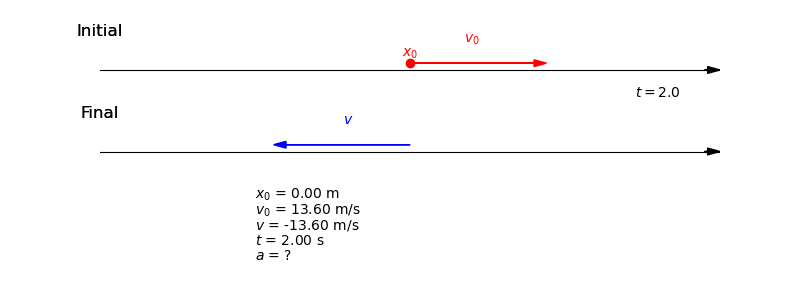 Initial
v₀
x₀
t = 2.0
Final
v
x₀ = 0.00 m
v₀ = 13.60 m/s
v = -13.60 m/s
t = 2.00 s
a = ?